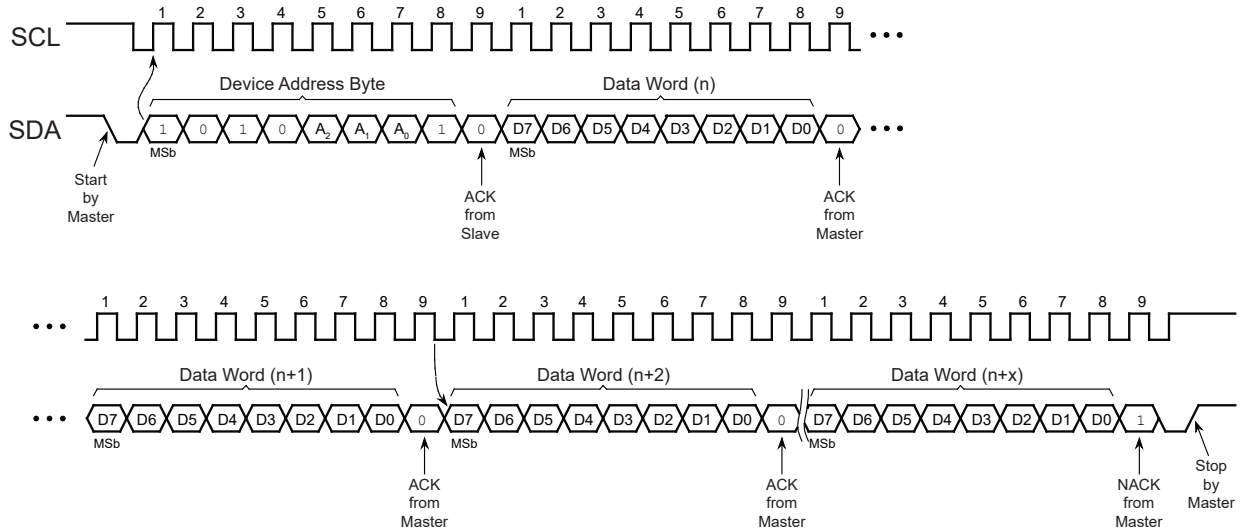 1 2 3 4 5 6 7 8 9 1 2 3 4 5 6 7 8 9
SCL
Device Address Byte Data Word (n)
SDA 1 0 1 0 A2 A1 A0 1 0 D7 D6 D5 D4 D3 D2 D1 D0 0
MSb MSb
Start
by
Master
ACK
from
Slave
ACK
from
Master
1 2 3 4 5 6 7 8 9 1 2 3 4 5 6 7 8 9 1 2 3 4 5 6 7 8 9
Data Word (n+1) Data Word (n+2) Data Word (n+x)
D7 D6 D5 D4 D3 D2 D1 D0 0 D7 D6 D5 D4 D3 D2 D1 D0 0 D7 D6 D5 D4 D3 D2 D1 D0 1
MSb MSb MSb
ACK
from
Master
ACK
from
Master
NACK
from
Master
Stop
by
Master